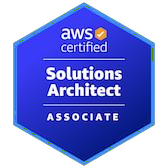 aws
certified
Solutions
Architect
ASSOCIATE